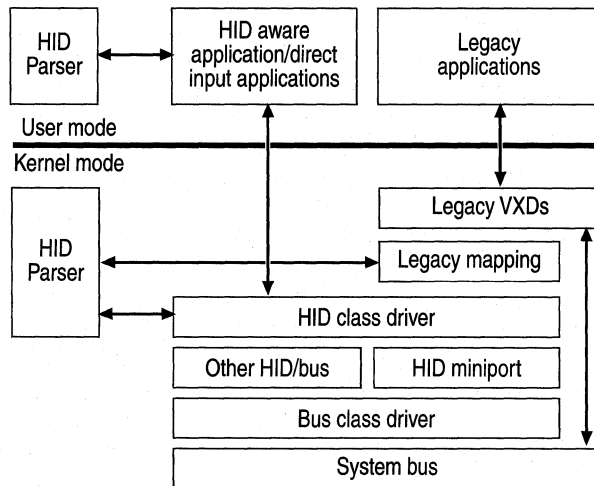 HID
Parser
HID aware
application/direct
input applications
Legacy
applications
User mode
Kernel mode
HID
Parser
Legacy VXDs
Legacy mapping
HID class driver
Other HID/bus
HID miniport
Bus class driver
System bus